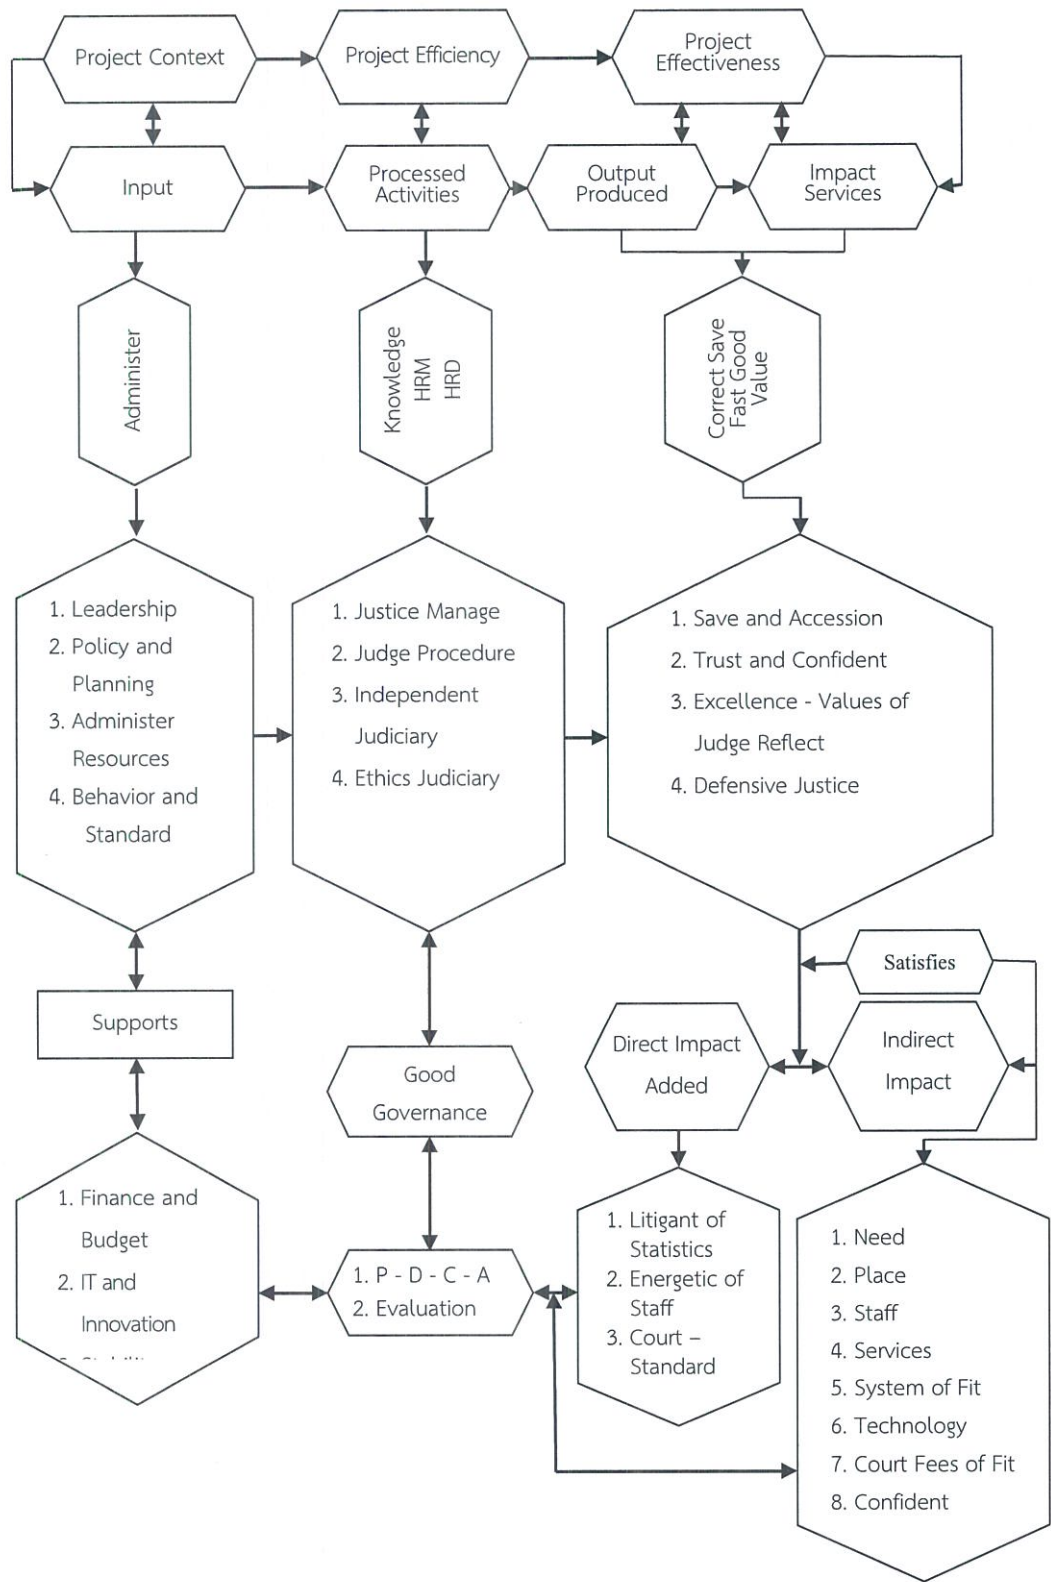 Project Context
Project Efficiency
Project
Effectiveness
Input
Processed
Activities
Output
Produced
Impact
Services
Administer
Knowledge
HRM
HRD
Correct Save
Fast Good
Value
1. Leadership
2. Policy and
Planning
3. Administer
Resources
4. Behavior and
Standard
1. Justice Manage
2. Judge Procedure
3. Independent
Judiciary
4. Ethics Judiciary
1. Save and Accession
2. Trust and Confident
3. Excellence - Values of
Judge Reflect
4. Defensive Justice
Satisfies
Supports
Good
Governance
Direct Impact
Added
Indirect
Impact
1. Finance and
Budget
2. IT and
Innovation
1. P - D - C - A
2. Evaluation
1. Litigant of
Statistics
2. Energetic of
Staff
3. Court –
Standard
1. Need
2. Place
3. Staff
4. Services
5. System of Fit
6. Technology
7. Court Fees of Fit
8. Confident